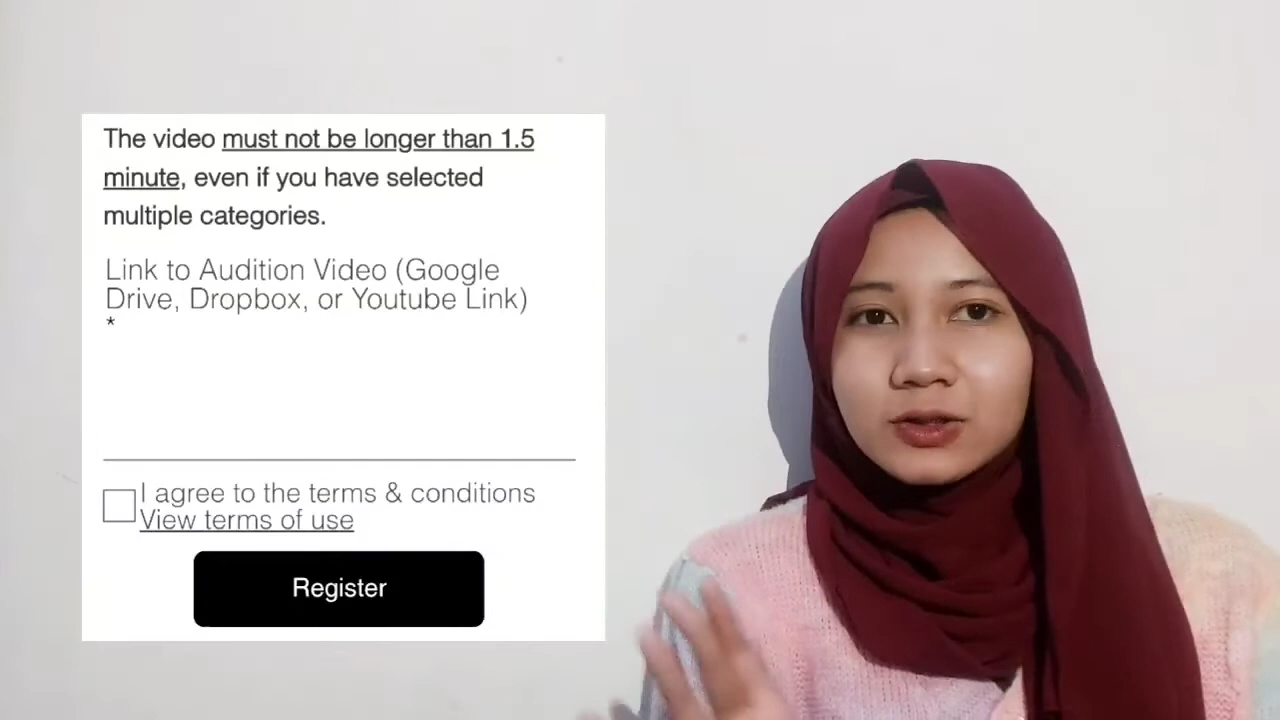 The video must not be longer than 1.5
minute, even if you have selected
multiple categories.
Link to Audition Video (Google
Drive, Dropbox, or Youtube Link)
*
I agree to the terms & conditions
View terms of use
Register